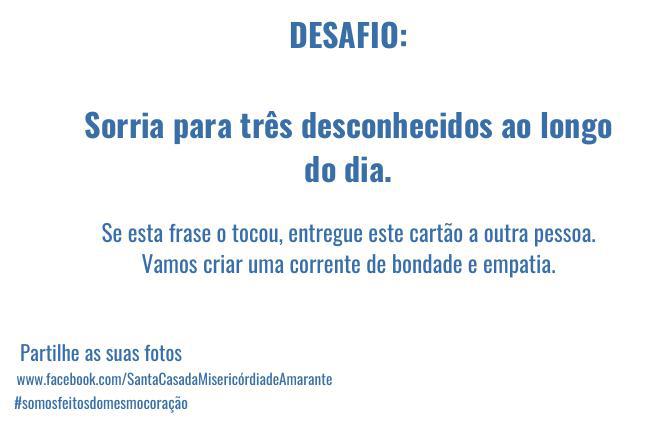 DESAFIO:
Sorria para três desconhecidos ao longo
do dia.
Se esta frase o tocou, entregue este cartão a outra pessoa.
Vamos criar uma corrente de bondade e empatia.
Partilhe as suas fotos
www.facebook.com/SantaCasadaMisericórdiadeAmarante
#somosfeitosdomesmocoração